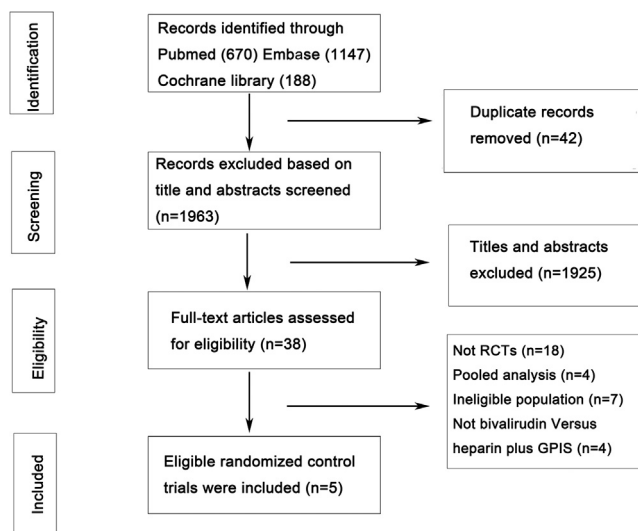 Identification
Records identified through
Pubmed (670) Embase (1147)
Cochrane library (188)
Duplicate records
removed (n=42)
Screening
Records excluded based on
title and abstracts screened
(n=1963)
Titles and abstracts
excluded (n=1925)
Eligibility
Full-text articles assessed
for eligibility (n=38)
Not RCTs (n=18)
Pooled analysis (n=4)
Ineligible population (n=7)
Not bivalirudin Versus
heparin plus GPIS (n=4)
Included
Eligible randomized control
trials were included (n=5)